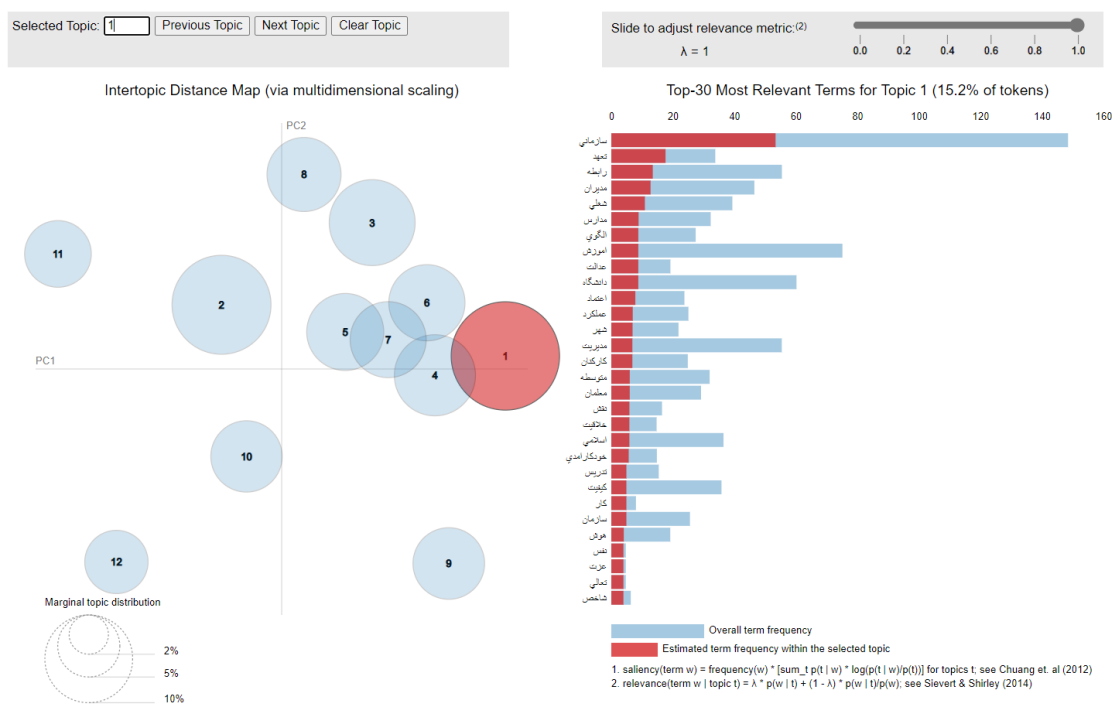 Selected Topic: 1 Previous Topic Next Topic Clear Topic
Slide to adjust relevance metric:(2)
λ = 1
0.0 0.2 0.4 0.6 0.8 1.0
Intertopic Distance Map (via multidimensional scaling)
PC2
PC1
8
3
11
2
6
5
7
1
4
10
12
9
Marginal topic distribution
2%
5%
10%
Top-30 Most Relevant Terms for Topic 1 (15.2% of tokens)
0 20 40 60 80 100 120 140 160
سازماني
تعهد
رابطه
مديران
شغلي
مدارس
الگوي
اموزش
عدالت
دانشگاه
اعتماد
عملکرد
شهر
مديريت
کارکنان
متوسطه
معلمان
نقش
خلاقيت
اسلامي
خودکارامدي
تدريس
کيفيت
کار
سازمان
هوش
نفس
عزت
تعالي
شاخص
Overall term frequency
Estimated term frequency within the selected topic
1. saliency(term w) = frequency(w) * [sum_t p(t | w) * log(p(t | w)/p(t))] for topics t; see Chuang et. al (2012)
2. relevance(term w | topic t) = λ * p(w | t) + (1 - λ) * p(w | t)/p(w); see Sievert & Shirley (2014)